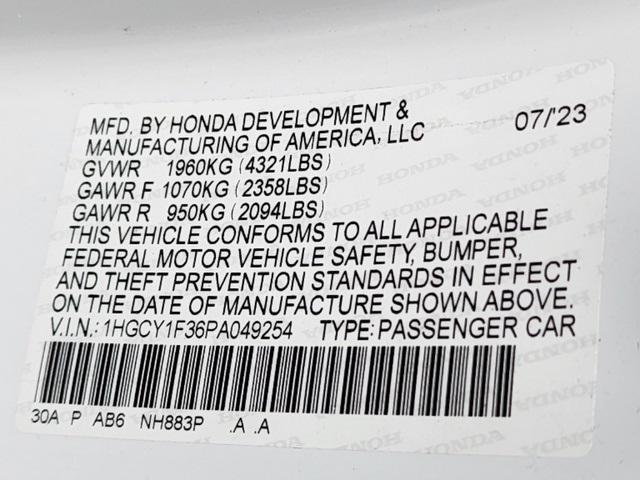 MFD. BY HONDA DEVELOPMENT & 07/'23
MANUFACTURING OF AMERICA, LLC
GVWR 1960KG (4321LBS)
GAWR F 1070KG (2358LBS)
GAWR R 950KG (2094LBS)
THIS VEHICLE CONFORMS TO ALL APPLICABLE
FEDERAL MOTOR VEHICLE SAFETY, BUMPER,
AND THEFT PREVENTION STANDARDS IN EFFECT
ON THE DATE OF MANUFACTURE SHOWN ABOVE.
V.I.N.: 1HGCY1F36PA049254 TYPE: PASSENGER CAR
30A P AB6 NH883P .A .A